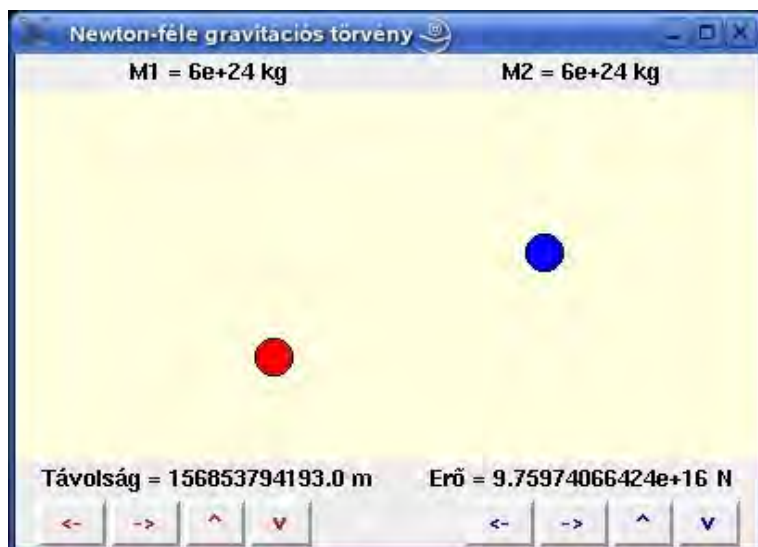 Newton-féle gravitációs törvény
M1 = 6e+24 kg M2 = 6e+24 kg
Távolság = 156853794193.0 m Erő = 9.75974066424e+16 N
<- -> ^ v <- -> ^ v